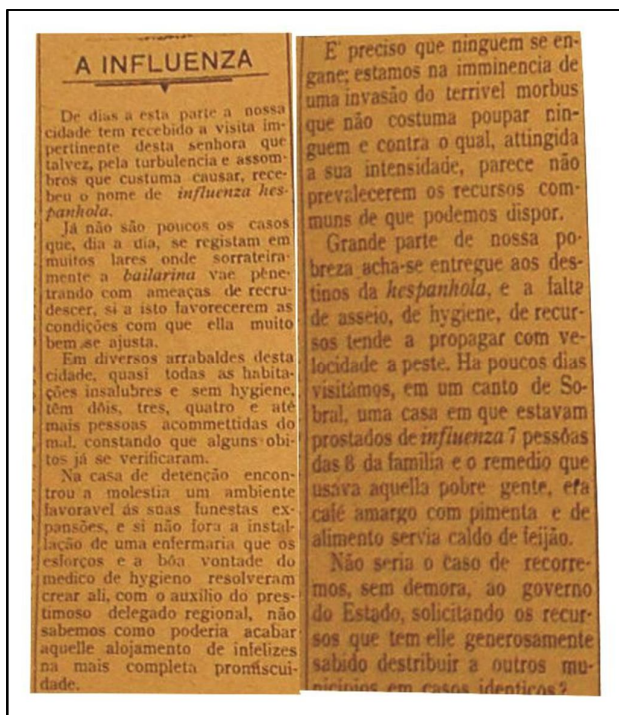 A INFLUENZA
De dias a esta parte a nossa
cidade tem recebido a visita im-
pertinente desta senhora que
talvez, pela turbulencia e assom-
bros que custuma causar, rece-
beu o nome de influenza hes-
panhola.
Já não são poucos os casos
que, dia a dia, se registam em
muitos lares onde sorrateira-
mente a bailarina vae pene-
trando com ameaças de recru-
descer, si a isto favorecerem as
condições com que ella muito
bem se ajusta.
Em diversos arrabaldes desta
cidade, quasi todas as habita-
ções insalubres e sem hygiene,
têm dôis, tres, quatro e até
mais pessoas acommettidas do
mal, constando que alguns obi-
tos já se verificaram.
Na casa de detenção encon-
trou a molestia um ambiente
favoravel ás suas funestas ex-
pansões, e si não fora a instal-
lação de uma enfermaria que os
esforços e a bôa vontade do
medico de hygieno resolveram
crear ali, com o auxilio do pres-
timoso delegado regional, não
sabemos como poderia acabar
aquelle alojamento de infelizes
na mais completa promiscui-
dade.
E' preciso que ninguem se en-
gane; estamos na imminencia de
uma invasão do terrivel morbus
que não costuma poupar nin-
guem e contra o qual, attingida
a sua intensidade, parece não
prevalecerem os recursos com-
muns de que podemos dispor.
Grande parte de nossa po-
breza acha-se entregue aos des-
tinos da hespanhola, e a falta
de asseio, de hygiene, de recur-
sos tende a propagar com ve-
locidade a peste. Ha poucos dias
visitámos, em um canto de So-
bral, uma casa em que estavam
prostados de influenza 7 pessôas
das 8 da familia e o remedio que
usava aquella pobre gente, era
café amargo com pimenta e de
alimento servia caldo de feijão.
Não seria o caso de recorre-
mos, sem demora, ao governo
do Estado, solicitando os recur-
sos que tem elle generosamente
sabido destribuir a outros mu-
nicipios em casos identicos?